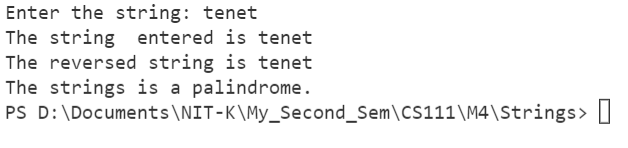 Enter the string: tenet
The string  entered is tenet
The reversed string is tenet
The strings is a palindrome.
PS D:\Documents\NIT-K\My_Second_Sem\CS111\M4\Strings>